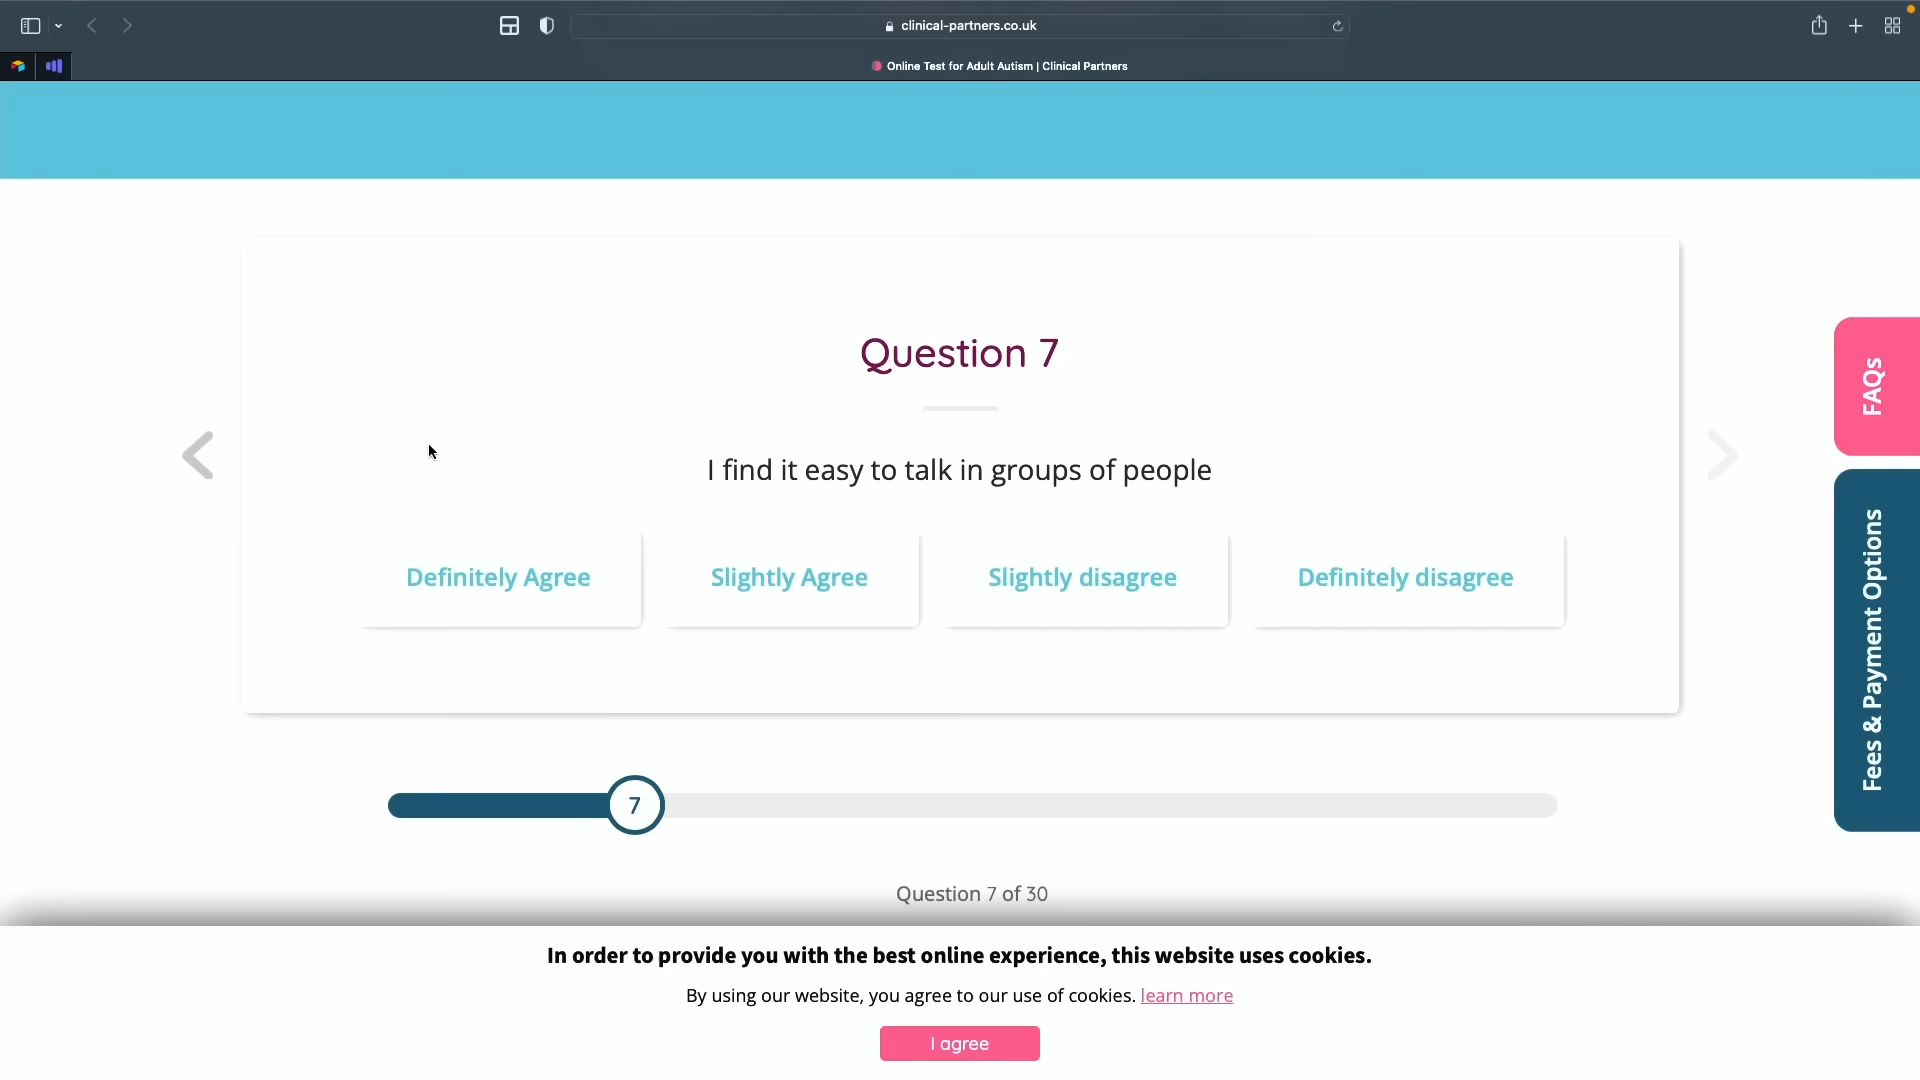 clinical-partners.co.uk
Online Test for Adult Autism | Clinical Partners
Question 7
I find it easy to talk in groups of people
Definitely Agree
Slightly Agree
Slightly disagree
Definitely disagree
7
Question 7 of 30
FAQs
Fees & Payment Options
In order to provide you with the best online experience, this website uses cookies.
By using our website, you agree to our use of cookies. learn more
I agree